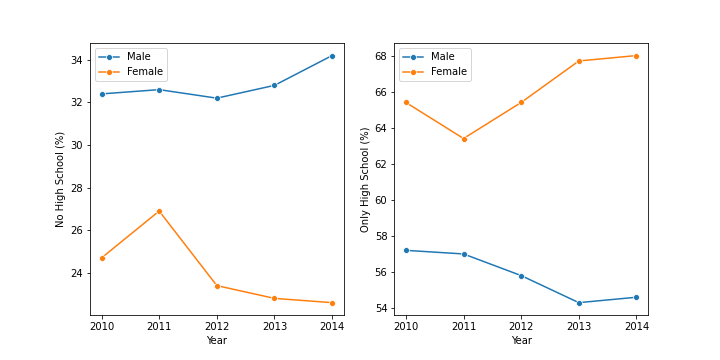 Male
Female
34
32
30
28
26
24
No High School (%)
2010 2011 2012 2013 2014
Year
Male
Female
68
66
64
62
60
58
56
54
Only High School (%)
2010 2011 2012 2013 2014
Year